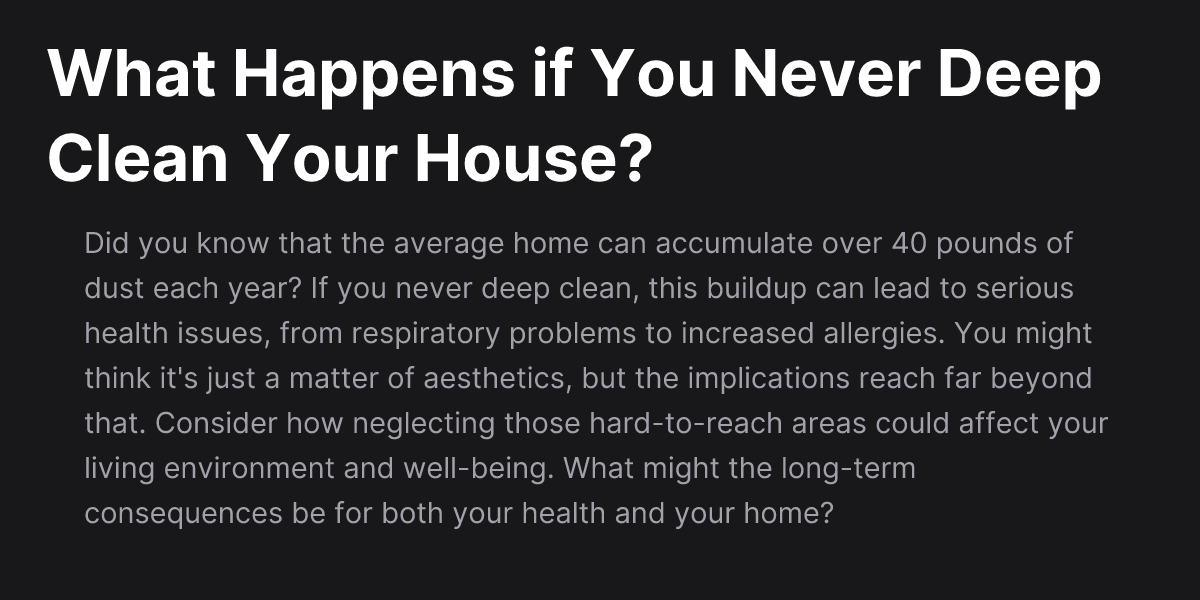 What Happens if You Never Deep
Clean Your House?
Did you know that the average home can accumulate over 40 pounds of
dust each year? If you never deep clean, this buildup can lead to serious
health issues, from respiratory problems to increased allergies. You might
think it's just a matter of aesthetics, but the implications reach far beyond
that. Consider how neglecting those hard-to-reach areas could affect your
living environment and well-being. What might the long-term
consequences be for both your health and your home?